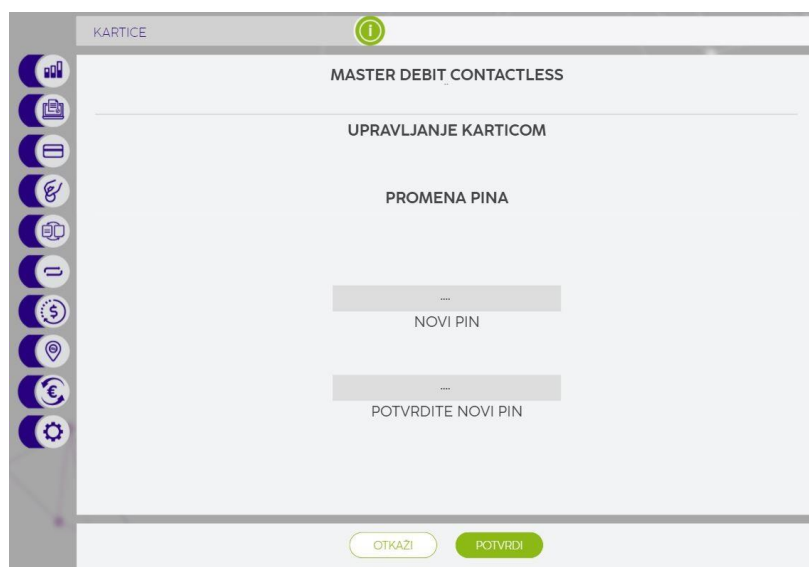 KARTICE
MASTER DEBIT CONTACTLESS
UPRAVLJANJE KARTICOM
PROMENA PINA
....
NOVI PIN
....
POTVRDITE NOVI PIN
OTKAŽI
POTVRDI